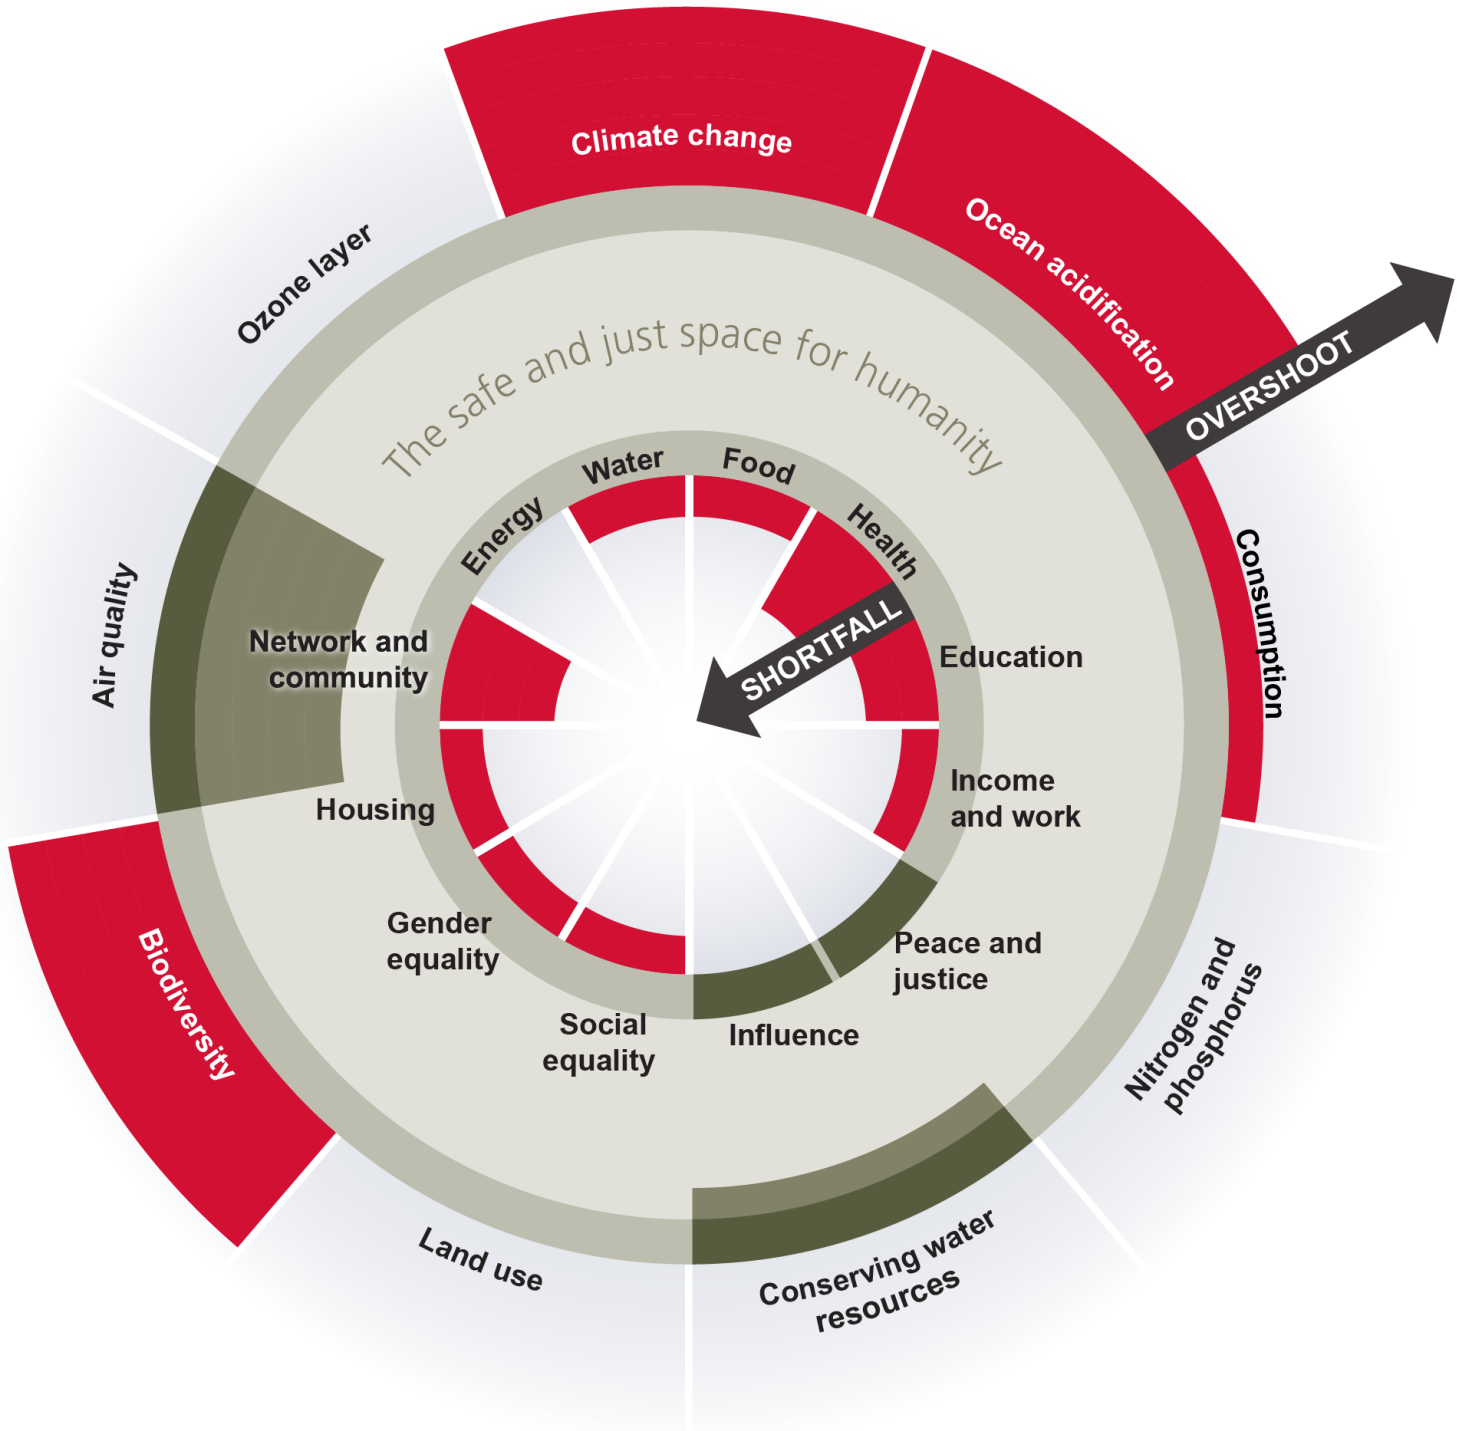 Climate change
Ocean acidification
OVERSHOOT
Consumption
Nitrogen and
phosphorus
Conserving water
resources
Land use
Biodiversity
Air quality
Ozone layer
The safe and just space for humanity
Water
Food
Health
SHORTFALL
Education
Income
and work
Peace and
justice
Influence
Social
equality
Gender
equality
Housing
Network and
community
Energy